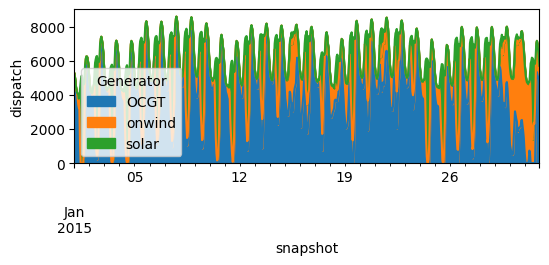 8000
6000
4000
2000
0
dispatch
Generator
OCGT
onwind
solar
05
12
19
26
Jan
2015
snapshot